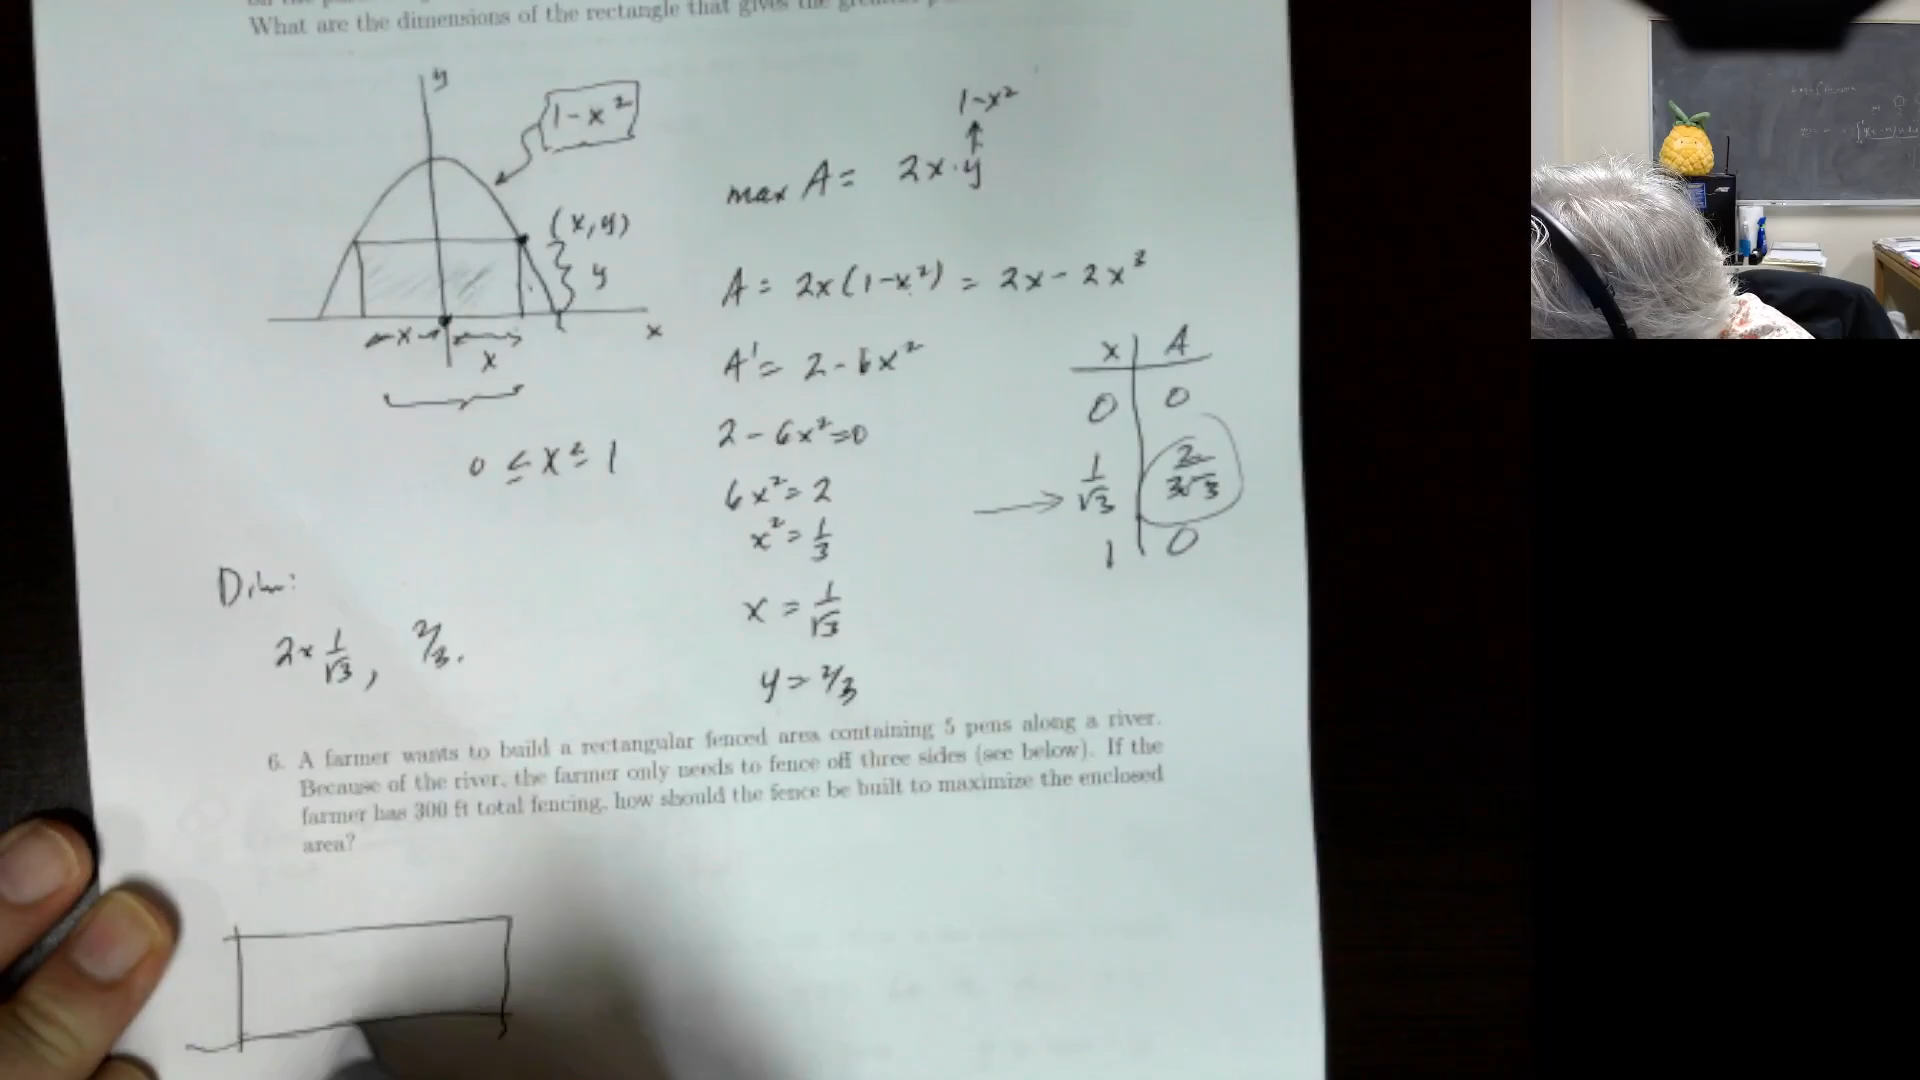 What are the dimensions of the rectangle that gives the
y
1 - x²
(x, y)
y
x
x
x
0 ≤ x ≤ 1
1-x²
max A = 2x·y
A = 2x(1-x²) = 2x - 2x³
A' = 2 - 6x²
2 - 6x² = 0
6x² = 2
x² = 1/3
x = 1/√3
y = 2/3
x A
0 0
1/√3
1 0
Dim:
2x 1/√3, 2/3.
6. A farmer wants to build a rectangular fenced area containing 5 pens along a river.
Because of the river, the farmer only needs to fence off three sides (see below). If the
farmer has 300 ft total fencing, how should the fence be built to maximize the enclosed
area?